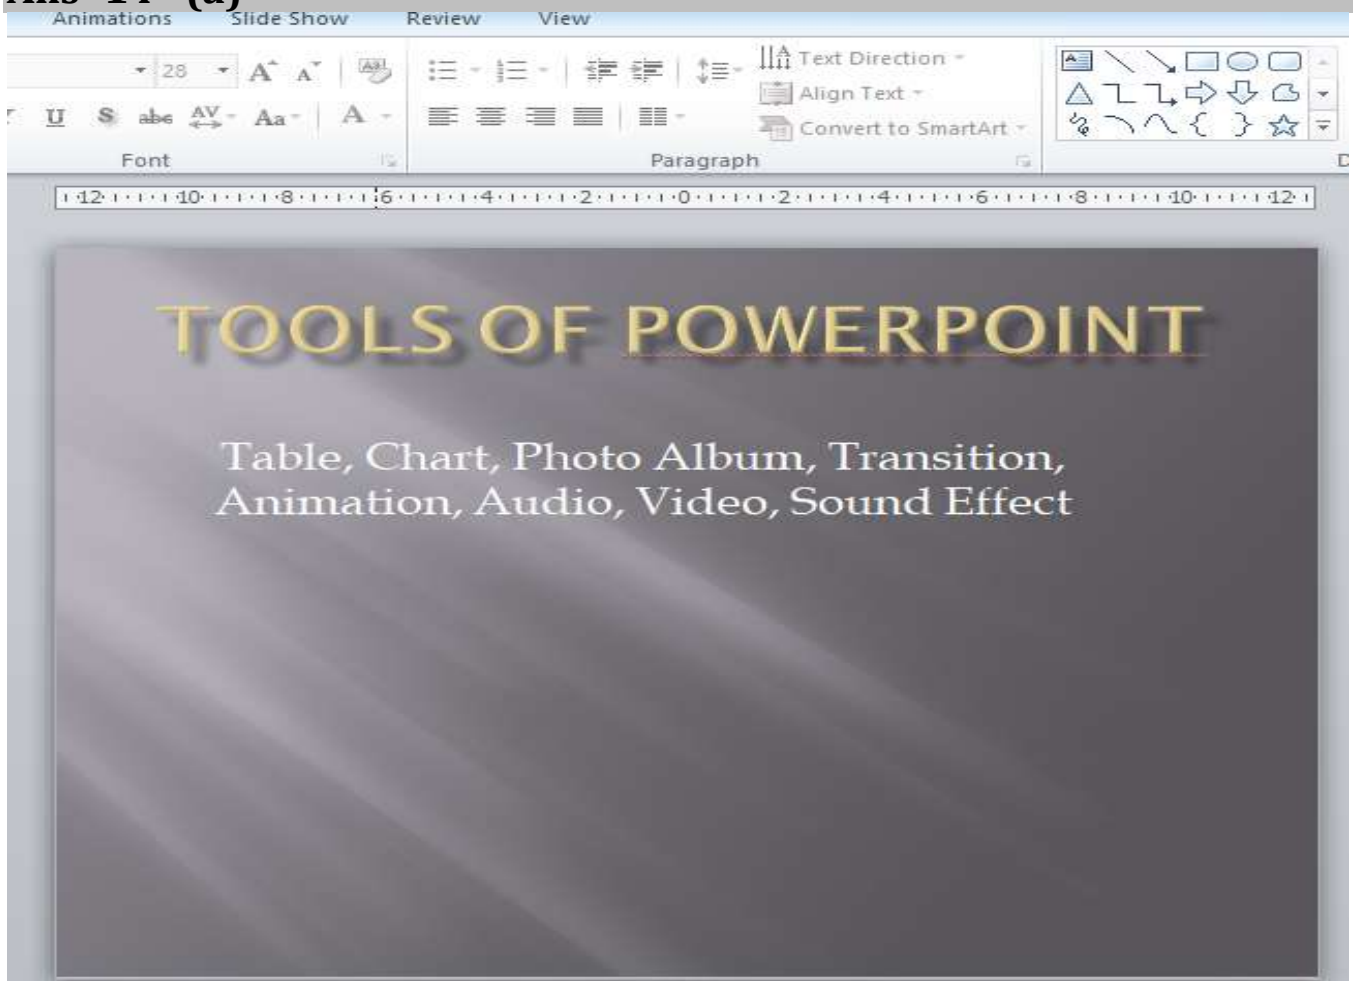 Animations Slide Show Review View
28 A A Text Direction
U S abe AV Aa A Align Text
Convert to SmartArt
Font Paragraph
12 10 8 6 4 2 0 2 4 6 8 10 12
TOOLS OF POWERPOINT
Table, Chart, Photo Album, Transition,
Animation, Audio, Video, Sound Effect